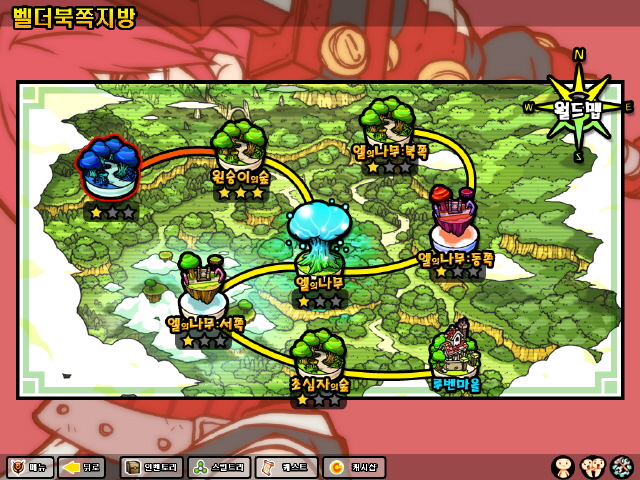 벨더북쪽지방
N
W
월드맵
E
S
엘의나무:북쪽
원숭이의숲
엘의나무:동쪽
엘의나무
엘의나무:서쪽
초심자의숲
루벤마을
메뉴
뒤로
인벤토리
스킬트리
퀘스트
캐시샵